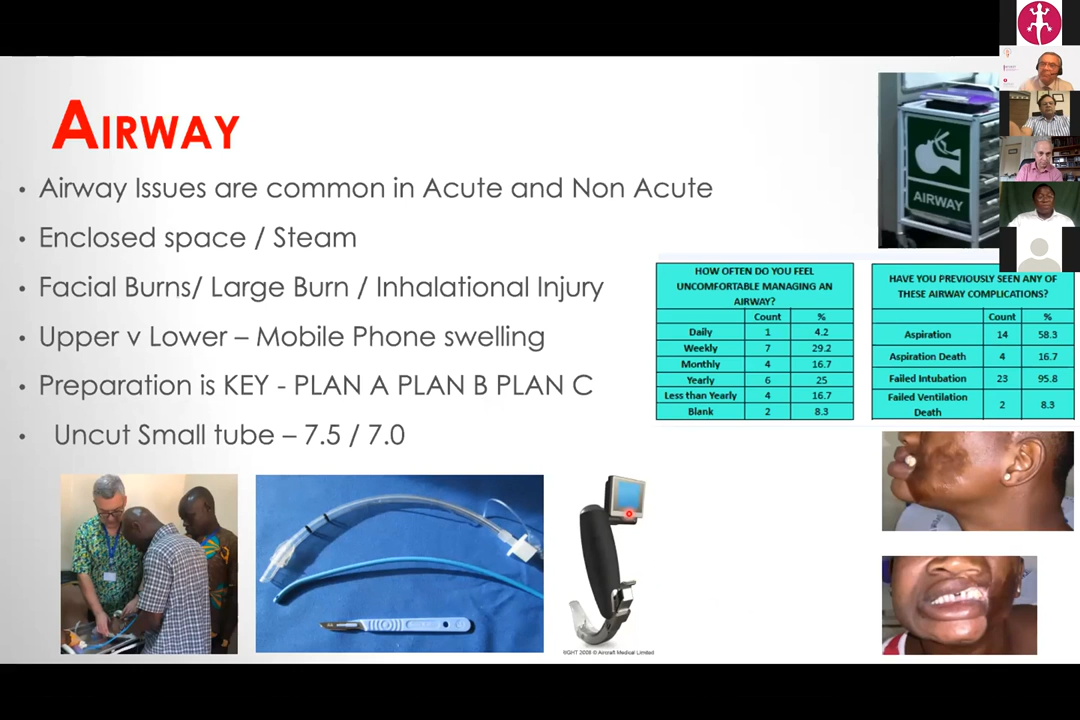 AIRWAY
• Airway Issues are common in Acute and Non Acute
• Enclosed space / Steam
• Facial Burns/ Large Burn / Inhalational Injury
• Upper v Lower – Mobile Phone swelling
• Preparation is KEY - PLAN A PLAN B PLAN C
• Uncut Small tube – 7.5 / 7.0
AIRWAY
HOW OFTEN DO YOU FEEL
UNCOMFORTABLE MANAGING AN
AIRWAY?
Count %
Daily 1 4.2
Weekly 7 29.2
Monthly 4 16.7
Yearly 6 25
Less than Yearly 4 16.7
Blank 2 8.3
HAVE YOU PREVIOUSLY SEEN ANY OF
THESE AIRWAY COMPLICATIONS?
Count %
Aspiration 14 58.3
Aspiration Death 4 16.7
Failed Intubation 23 95.8
Failed Ventilation
Death 2 8.3
2008 © Aircraft Medical Limited